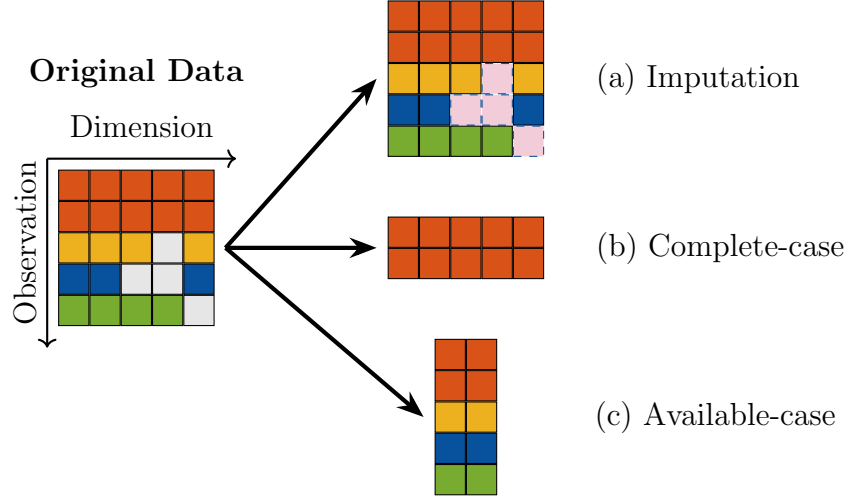 Original Data
Dimension
Observation
(a) Imputation
(b) Complete-case
(c) Available-case